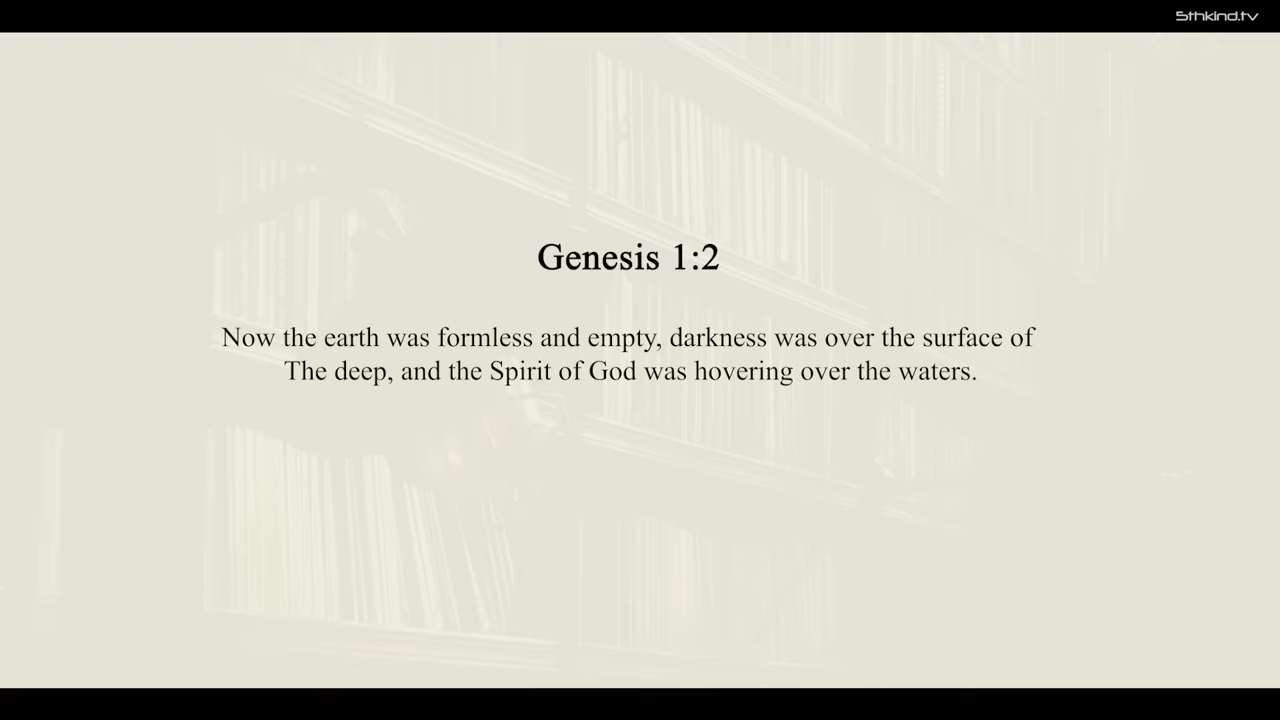 5thkind.tv
Genesis 1:2
Now the earth was formless and empty, darkness was over the surface of
The deep, and the Spirit of God was hovering over the waters.